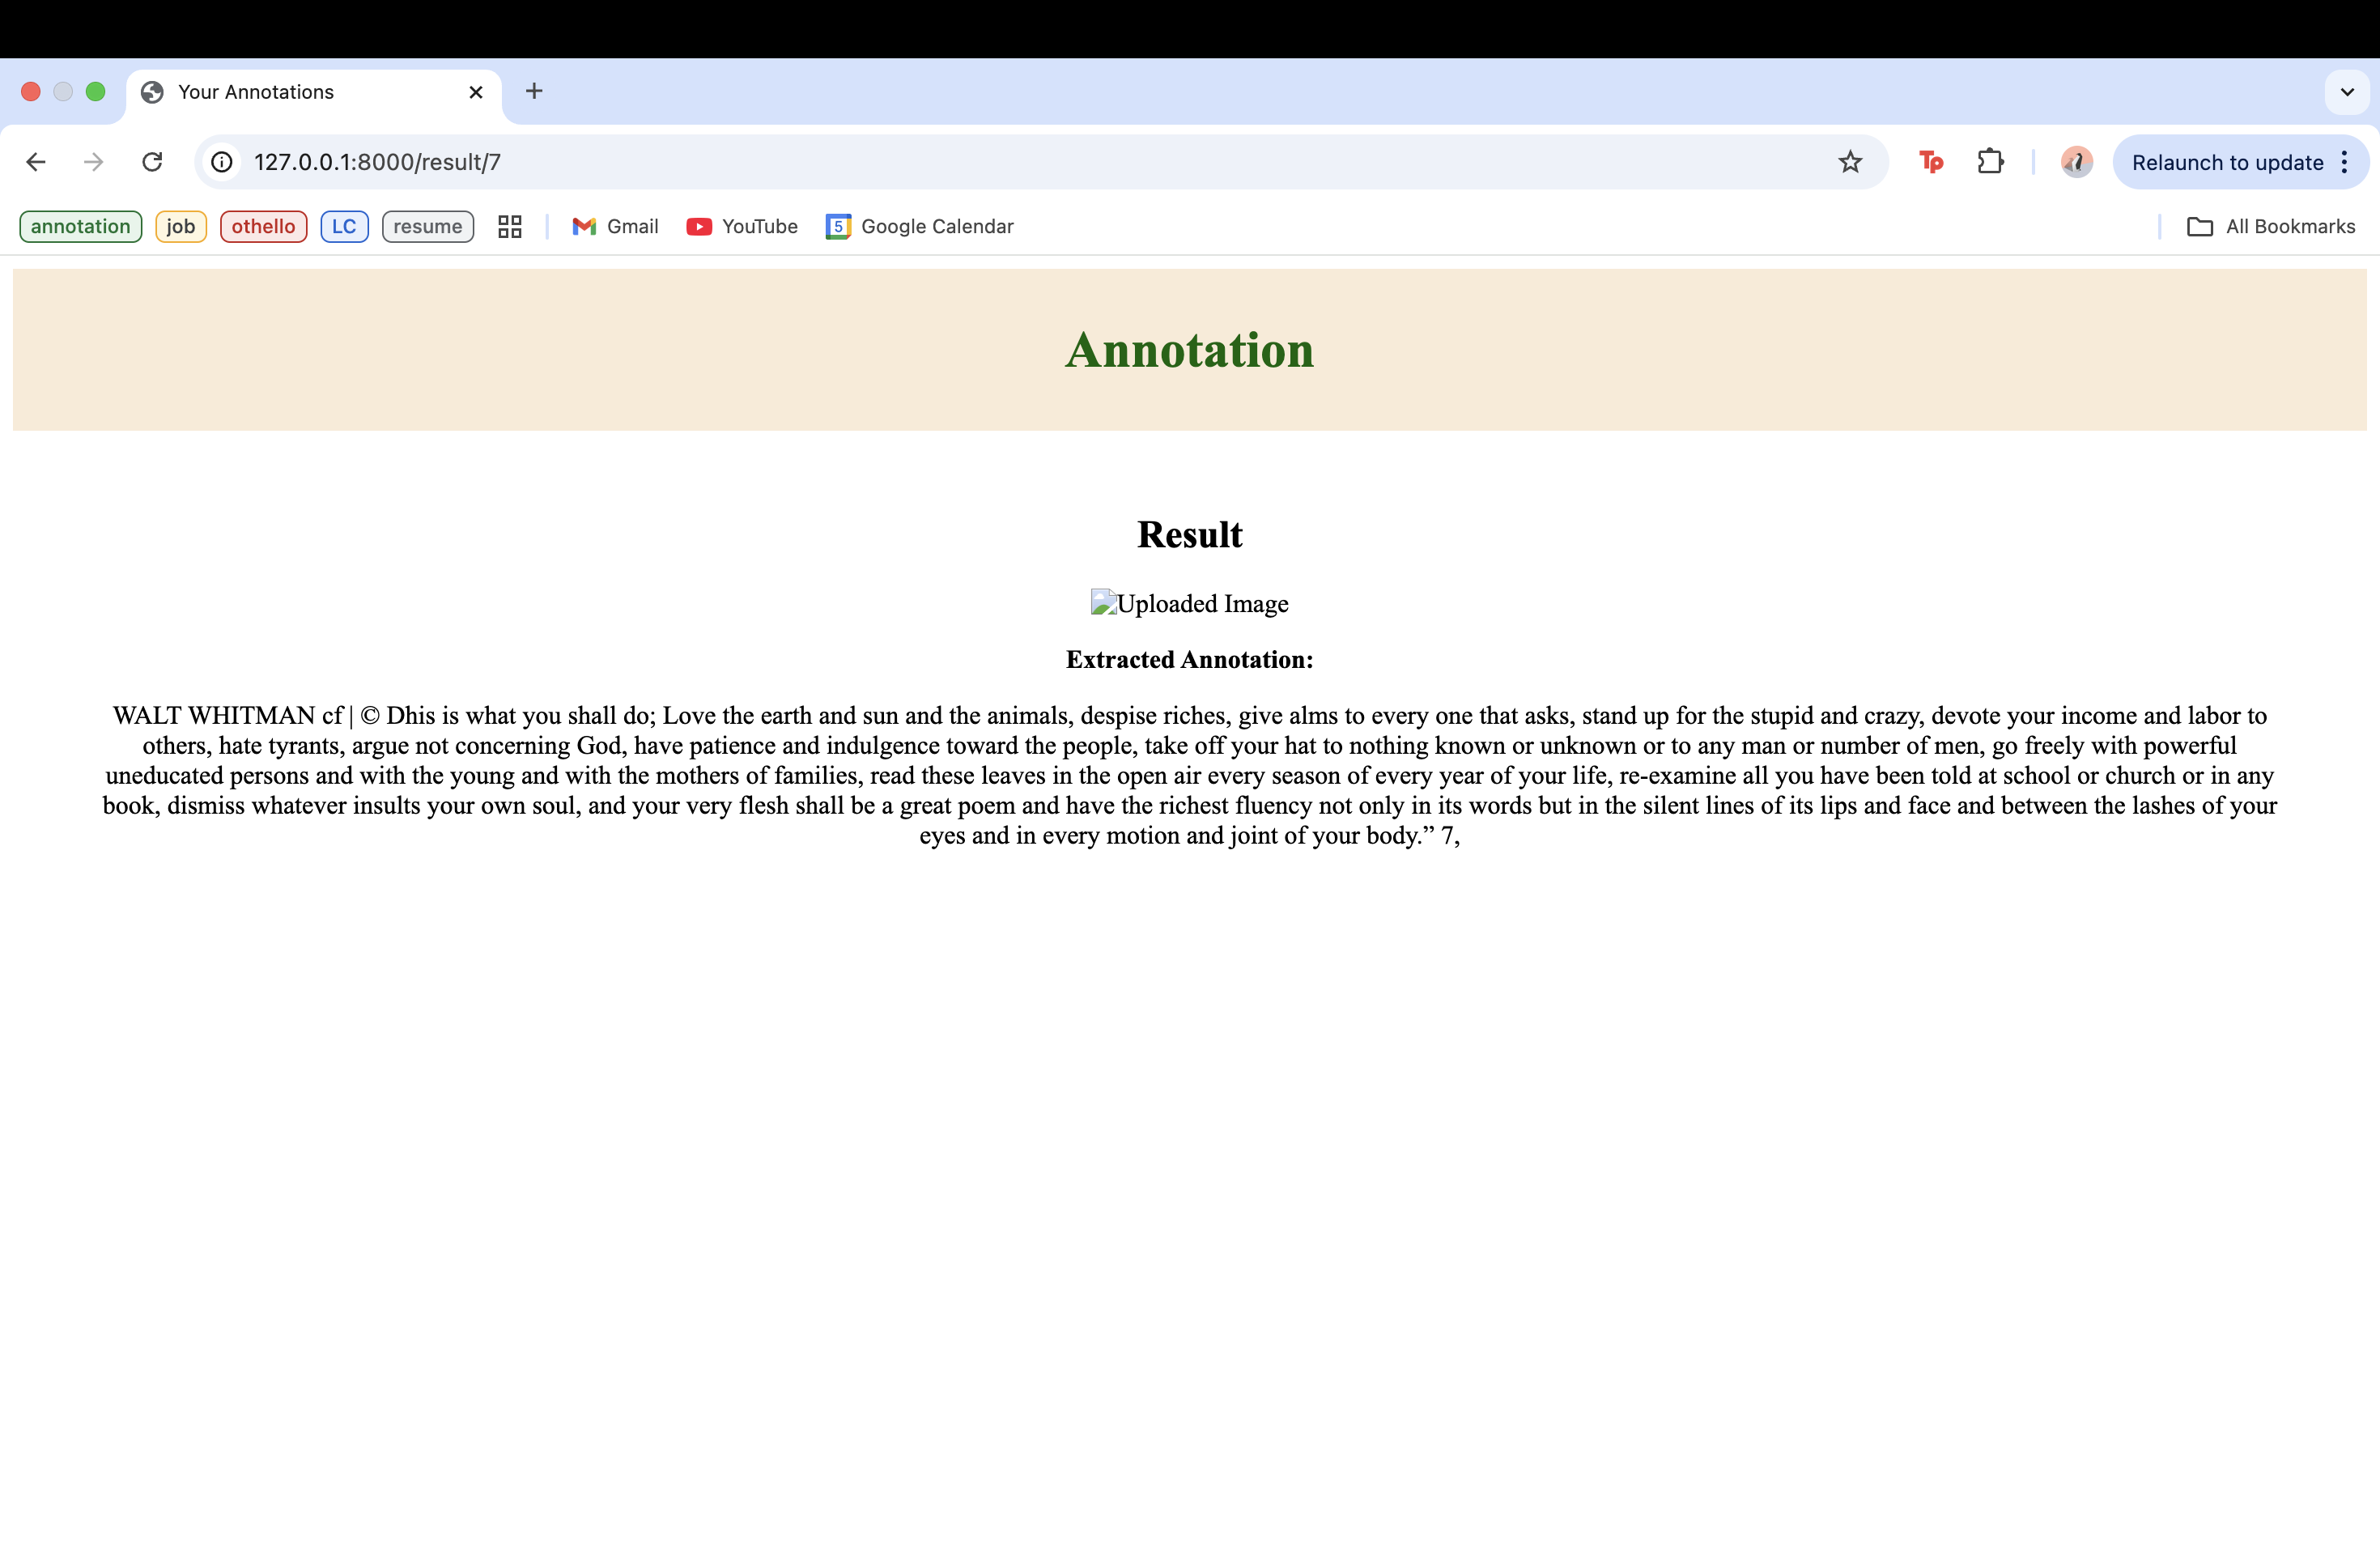 Your Annotations
127.0.0.1:8000/result/7
Tp
Relaunch to update
annotation job othello LC resume Gmail YouTube 5 Google Calendar All Bookmarks
Annotation
Result
Uploaded Image
Extracted Annotation:
WALT WHITMAN cf | © Dhis is what you shall do; Love the earth and sun and the animals, despise riches, give alms to every one that asks, stand up for the stupid and crazy, devote your income and labor to
others, hate tyrants, argue not concerning God, have patience and indulgence toward the people, take off your hat to nothing known or unknown or to any man or number of men, go freely with powerful
uneducated persons and with the young and with the mothers of families, read these leaves in the open air every season of every year of your life, re-examine all you have been told at school or church or in any
book, dismiss whatever insults your own soul, and your very flesh shall be a great poem and have the richest fluency not only in its words but in the silent lines of its lips and face and between the lashes of your
eyes and in every motion and joint of your body.” 7,